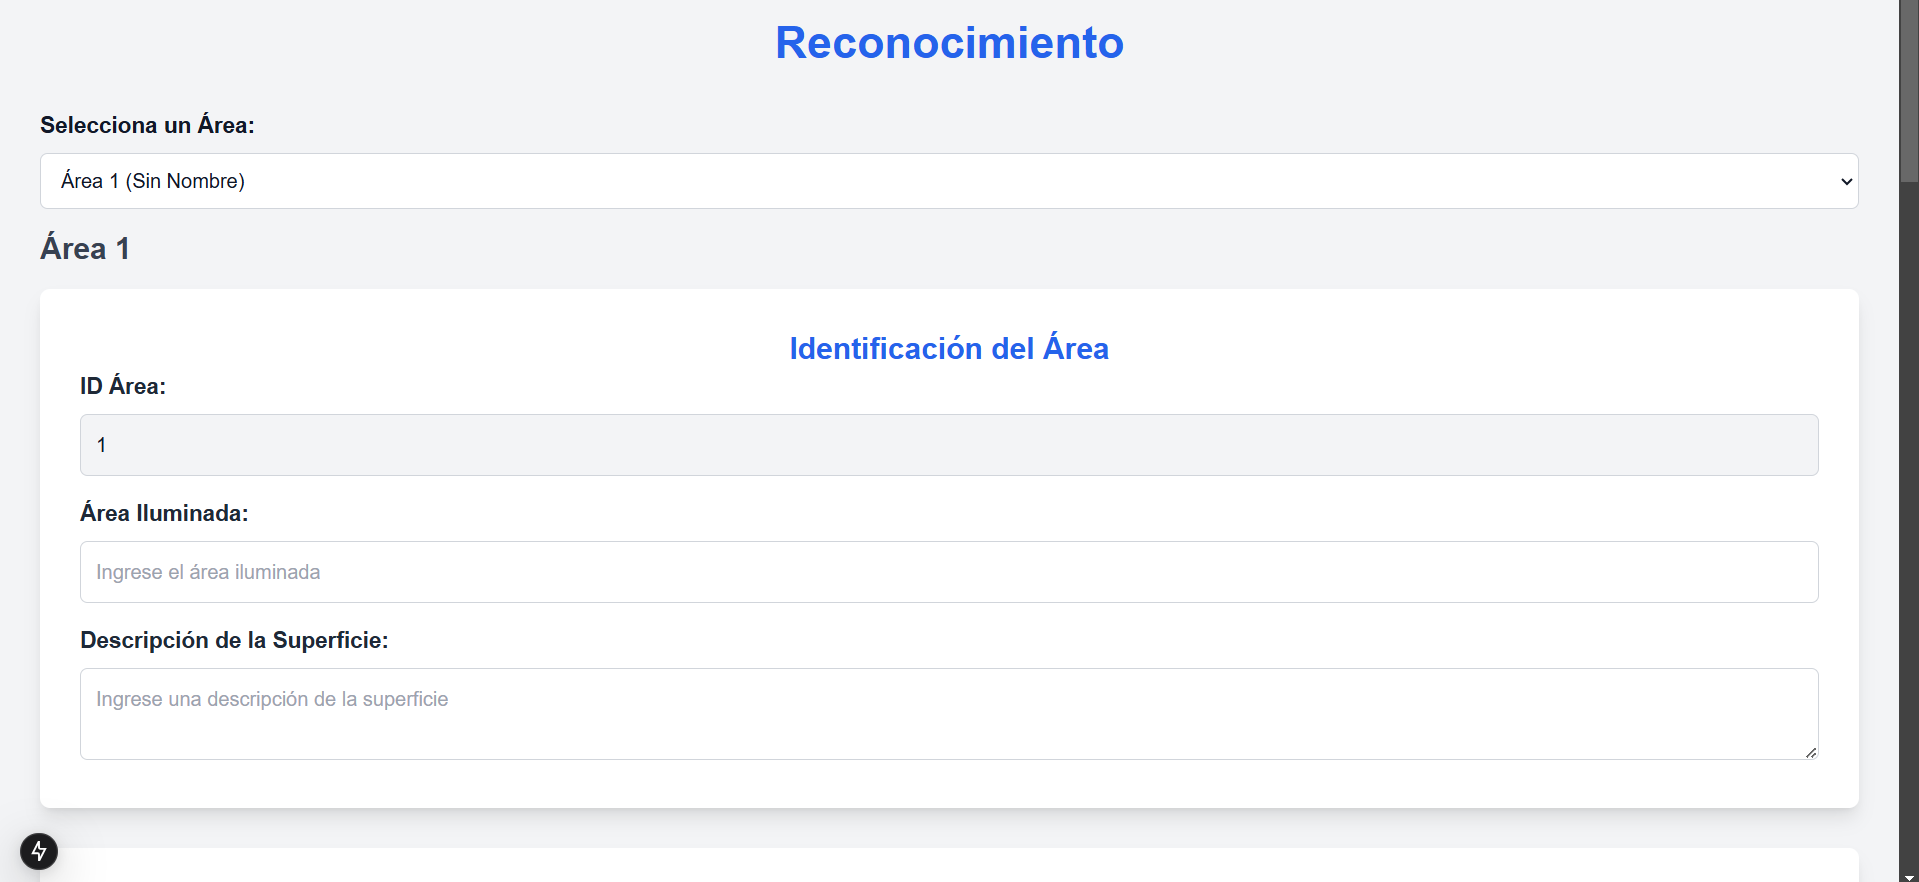 Reconocimiento
Selecciona un Área:
Área 1 (Sin Nombre)
Área 1
Identificación del Área
ID Área:
1
Área Iluminada:
Ingrese el área iluminada
Descripción de la Superficie:
Ingrese una descripción de la superficie